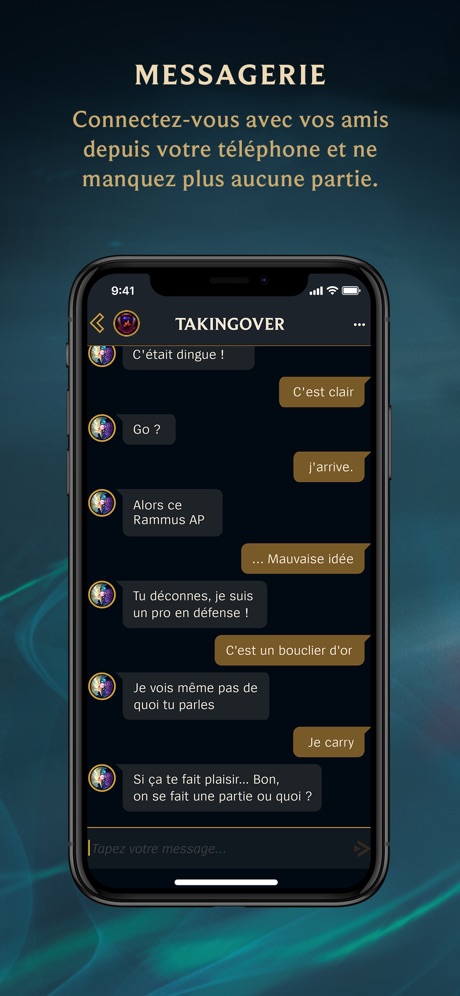 MESSAGERIE
Connectez-vous avec vos amis
depuis votre téléphone et ne
manquez plus aucune partie.
9:41
TAKINGOVER
C'était dingue !
C'est clair
Go ?
j'arrive.
Alors ce
Rammus AP
... Mauvaise idée
Tu déconnes, je suis
un pro en défense !
C'est un bouclier d'or
Je vois même pas de
quoi tu parles
Je carry
Si ça te fait plaisir... Bon,
on se fait une partie ou quoi ?
Tapez votre message...